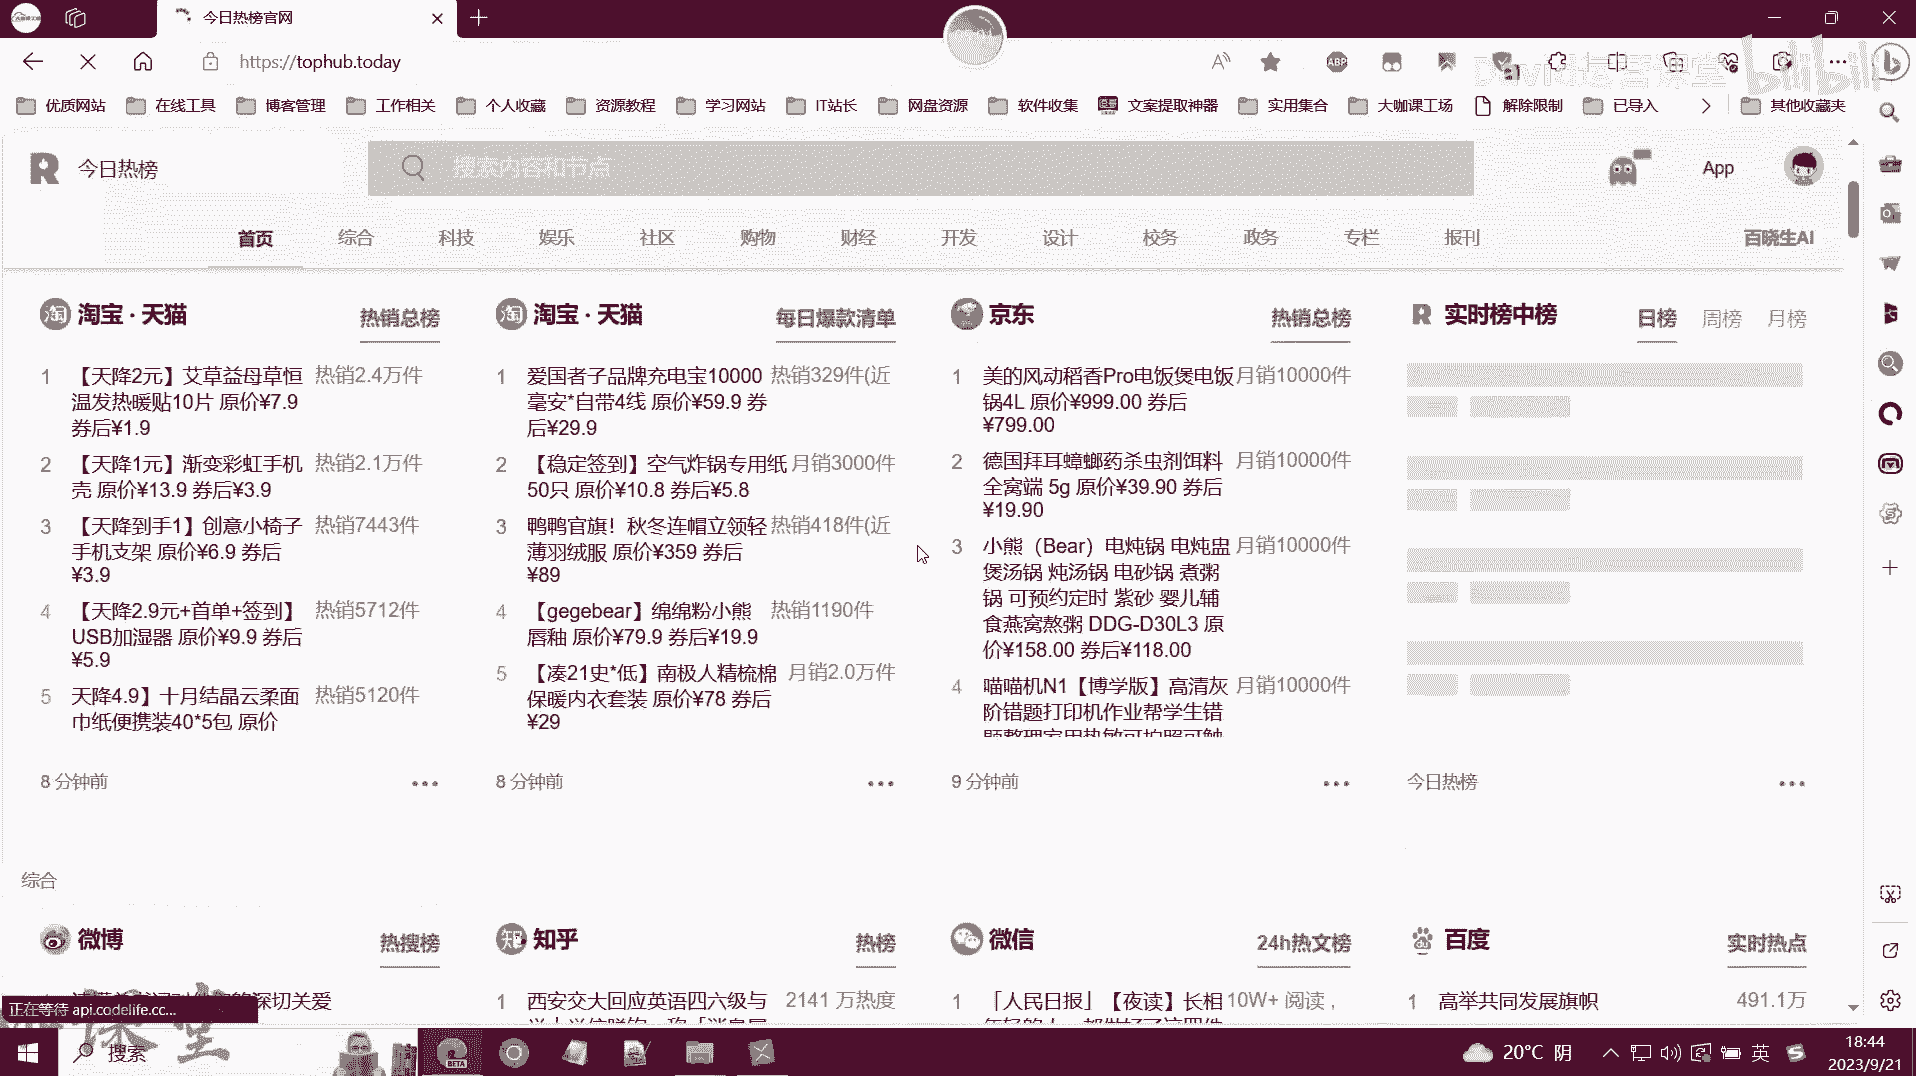 今日热榜官网
https://tophub.today
ABP
bilibili
优质网站
在线工具
博客管理
工作相关
个人收藏
资源教程
学习网站
IT站长
网盘资源
软件收集
文案提取神器
实用集合
大咖课工场
解除限制
已导入
其他收藏夹
今日热榜
搜索内容和节点
App
首页
综合
科技
娱乐
社区
购物
财经
开发
设计
校务
政务
专栏
报刊
百晓生AI
淘宝 · 天猫
热销总榜
1 【天降2元】艾草益母草恒 热销2.4万件
温发热暖贴10片 原价¥7.9
券后¥1.9
2 【天降1元】渐变彩虹手机 热销2.1万件
壳 原价¥13.9 券后¥3.9
3 【天降到手1】创意小椅子 热销7443件
手机支架 原价¥6.9 券后
¥3.9
4 【天降2.9元+首单+签到】 热销5712件
USB加湿器 原价¥9.9 券后
¥5.9
5 天降4.9】十月结晶云柔面 热销5120件
巾纸便携装40*5包 原价
8 分钟前
淘宝 · 天猫
每日爆款清单
1 爱国者子品牌充电宝10000 热销329件(近
毫安*自带4线 原价¥59.9 券
后¥29.9
2 【稳定签到】空气炸锅专用纸 月销3000件
50只 原价¥10.8 券后¥5.8
3 鸭鸭官旗！秋冬连帽立领轻 热销418件(近
薄羽绒服 原价¥359 券后
¥89
4 【gegebear】绵绵粉小熊 热销1190件
唇釉 原价¥79.9 券后¥19.9
5 【凑21史*低】南极人精梳棉 月销2.0万件
保暖内衣套装 原价¥78 券后
¥29
8 分钟前
京东
热销总榜
1 美的风动稻香Pro电饭煲电饭 月销10000件
锅4L 原价¥999.00 券后
¥799.00
2 德国拜耳蟑螂药杀虫剂饵料 月销10000件
全窝端 5g 原价¥39.90 券后
¥19.90
3 小熊（Bear）电炖锅 电炖盅 月销10000件
煲汤锅 炖汤锅 电砂锅 煮粥
锅 可预约定时 紫砂 婴儿辅
食燕窝熬粥 DDG-D30L3 原
价¥158.00 券后¥118.00
4 喵喵机N1【博学版】高清灰 月销10000件
阶错题打印机作业帮学生错
9 分钟前
实时榜中榜
日榜
周榜
月榜
今日热榜
综合
微博
热搜榜
深切关爱
知乎
热榜
1 西安交大回应英语四六级与 2141 万热度
微信
24h热文榜
1 「人民日报」【夜读】长相 10W+ 阅读，
百度
实时热点
1 高举共同发展旗帜 491.1万
正在等待 api.codelife.cc...
课堂
搜索
BETA
20°C 阴
英
18:44
2023/9/21